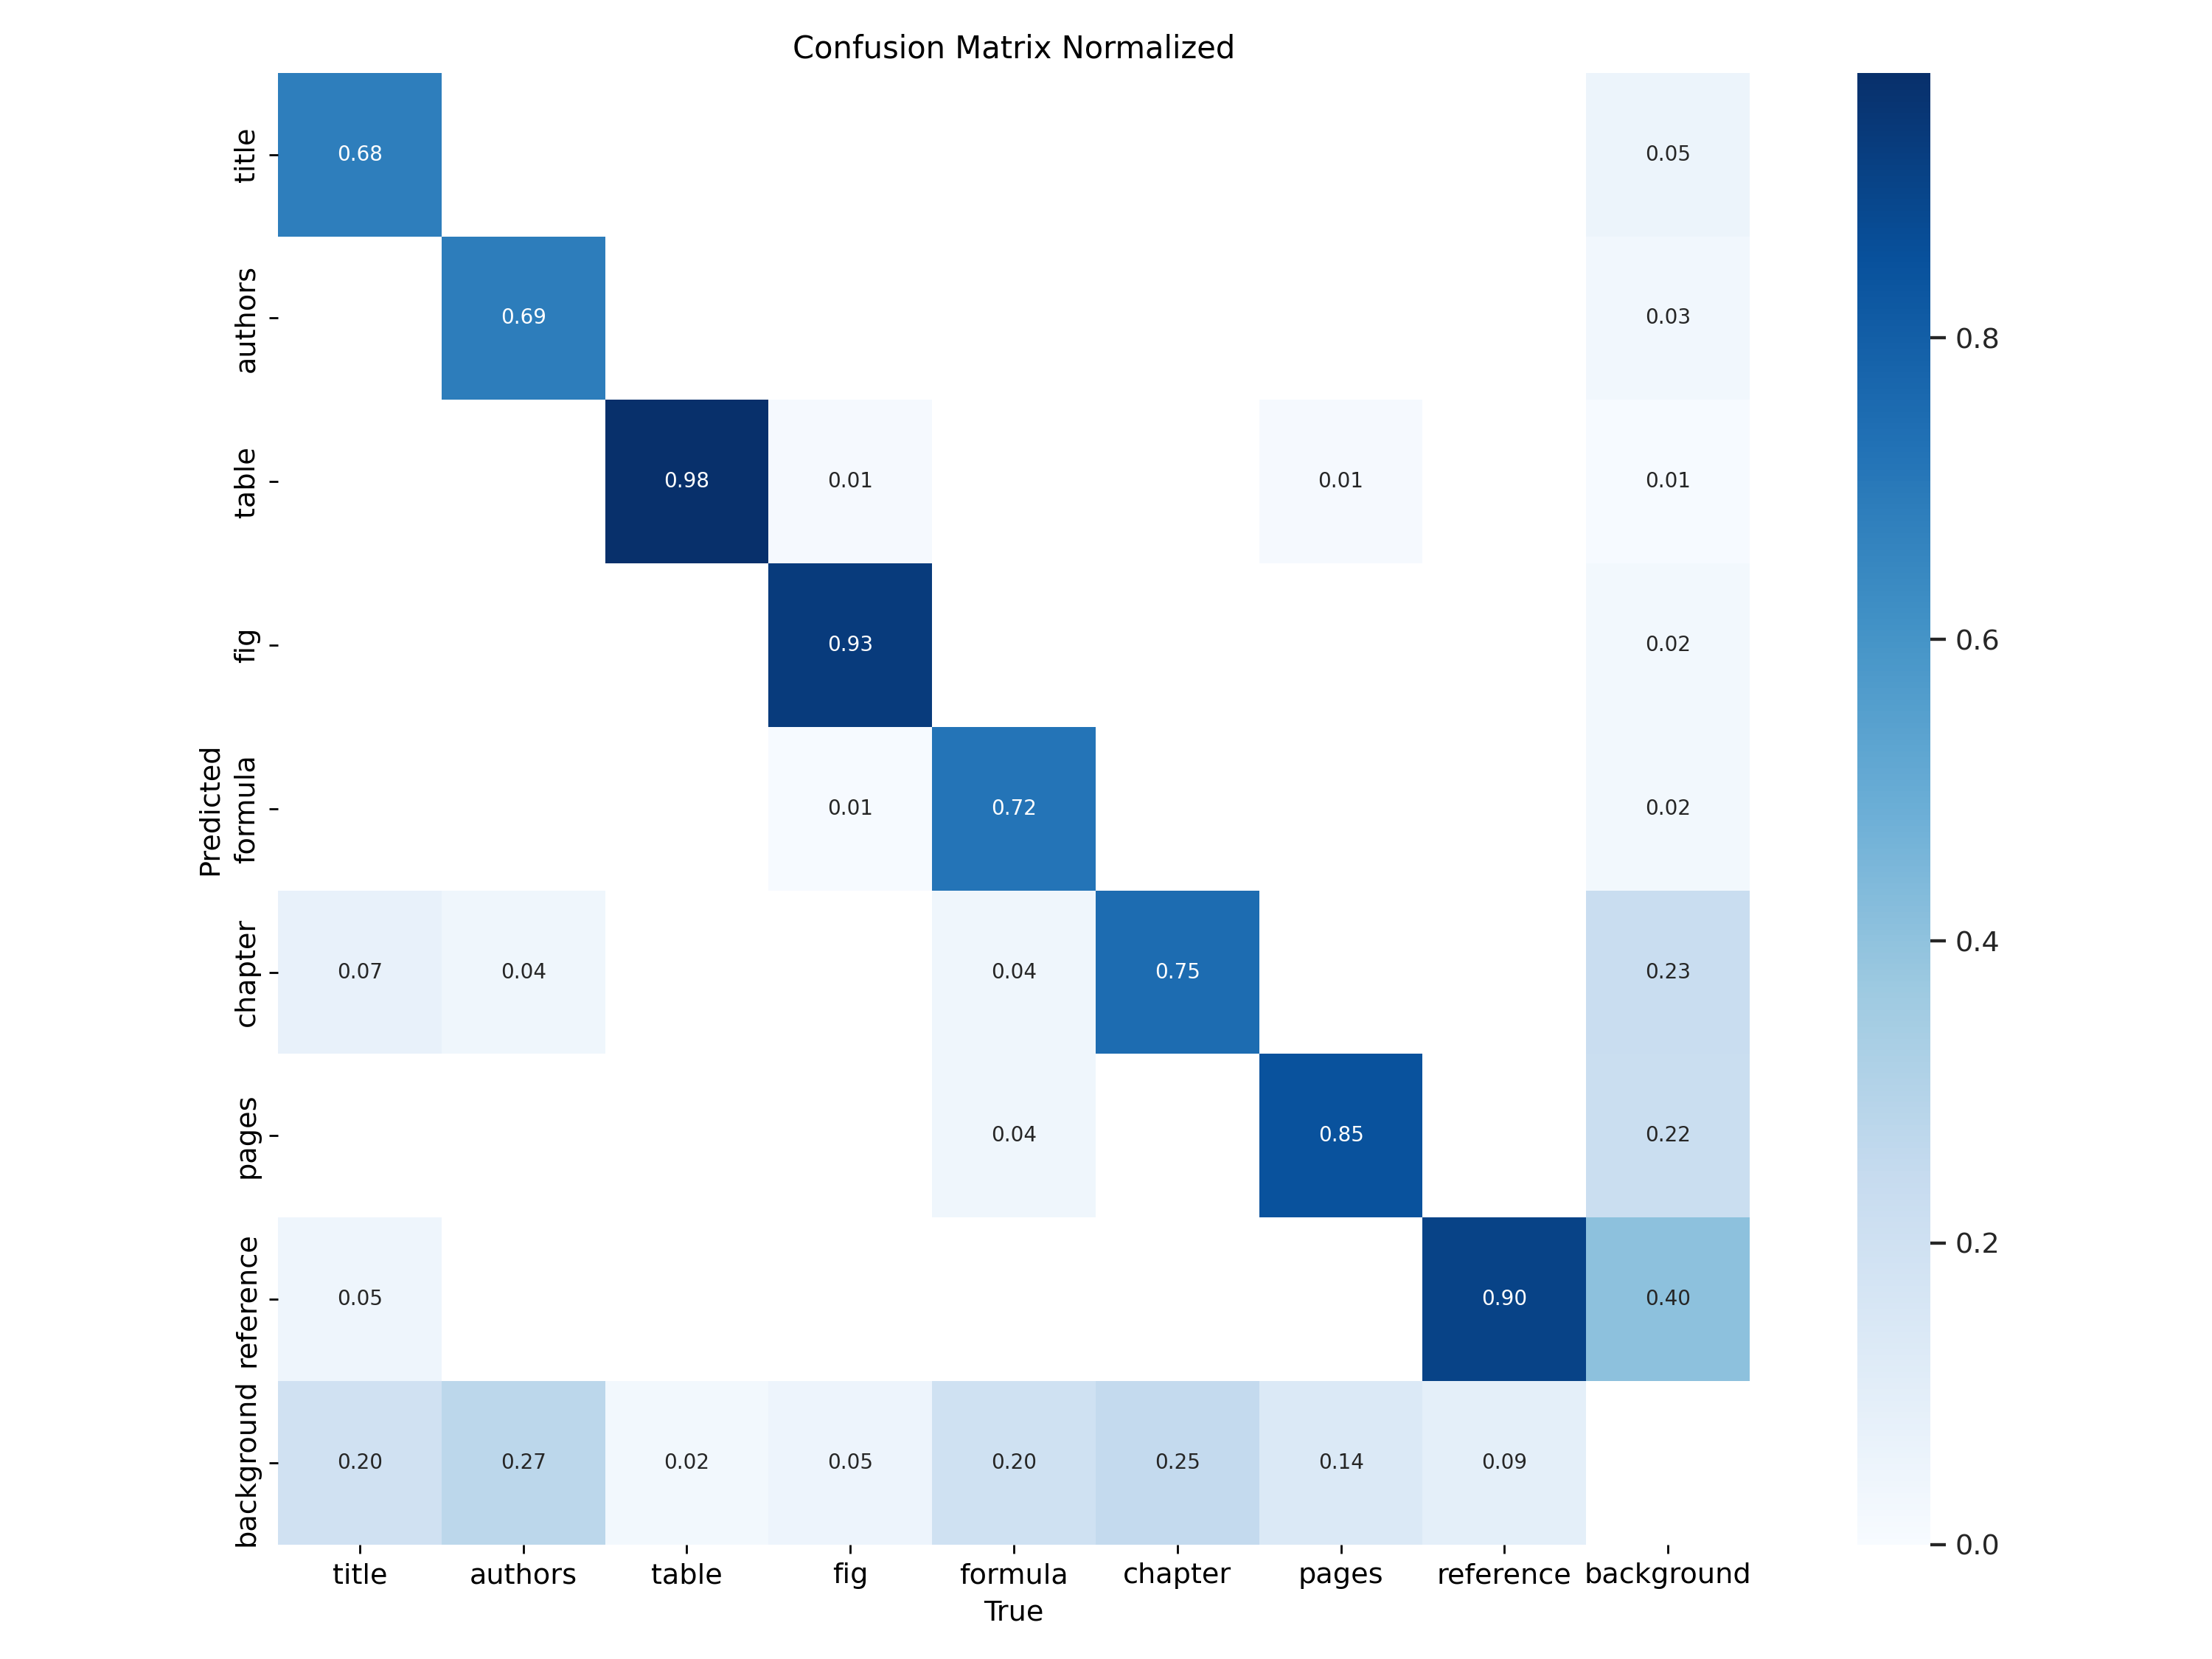 Confusion Matrix Normalized
title 0.68 0.05
authors 0.69 0.03
table 0.98 0.01 0.01 0.01
fig 0.93 0.02
formula 0.01 0.72 0.02
chapter 0.07 0.04 0.04 0.75 0.23
pages 0.04 0.85 0.22
reference 0.05 0.90 0.40
background 0.20 0.27 0.02 0.05 0.20 0.25 0.14 0.09
Predicted
title authors table fig formula chapter pages reference background
True
0.8
0.6
0.4
0.2
0.0